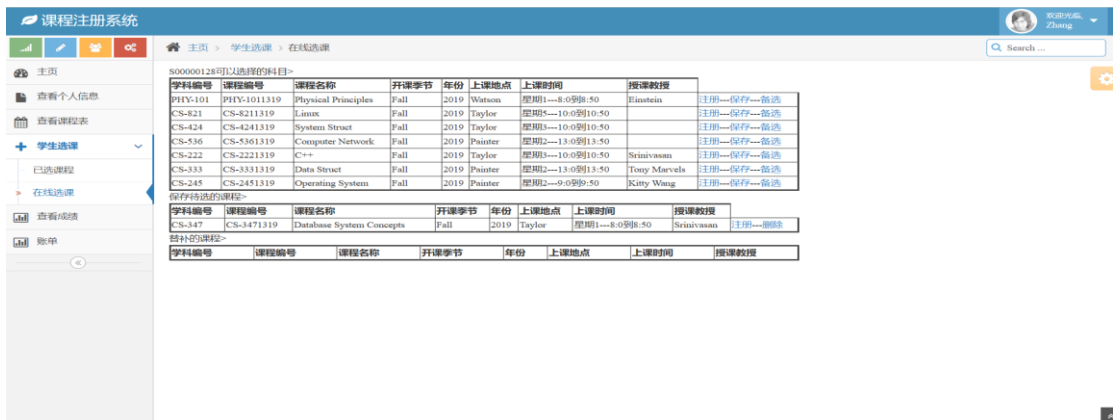 课程注册系统
欢迎光临,
Zhang
主页 > 学生选课 > 在线选课
Search ...
主页
查看个人信息
查看课程表
学生选课
已选课程
» 在线选课
查看成绩
账单
S00000128可以选择的科目>
学科编号 课程编号 课程名称 开课季节 年份 上课地点 上课时间 授课教授
PHY-101 PHY-1011319 Physical Principles Fall 2019 Watson 星期1---8:0到8:50 Einstein 注册---保存---备选
CS-821 CS-8211319 Linux Fall 2019 Taylor 星期5---10:0到10:50 注册---保存---备选
CS-424 CS-4241319 System Struct Fall 2019 Taylor 星期1---10:0到10:50 注册---保存---备选
CS-536 CS-5361319 Computer Network Fall 2019 Painter 星期2---13:0到13:50 注册---保存---备选
CS-222 CS-2221319 C++ Fall 2019 Taylor 星期3---10:0到10:50 Srinivasan 注册---保存---备选
CS-333 CS-3331319 Data Struct Fall 2019 Painter 星期2---13:0到13:50 Tony Marvels 注册---保存---备选
CS-245 CS-2451319 Operating System Fall 2019 Painter 星期2---9:0到9:50 Kitty Wang 注册---保存---备选
保存待选的课程>
学科编号 课程编号 课程名称 开课季节 年份 上课地点 上课时间 授课教授
CS-347 CS-3471319 Database System Concepts Fall 2019 Taylor 星期1---8:0到8:50 Srinivasan 注册---删除
替补的课程>
学科编号 课程编号 课程名称 开课季节 年份 上课地点 上课时间 授课教授